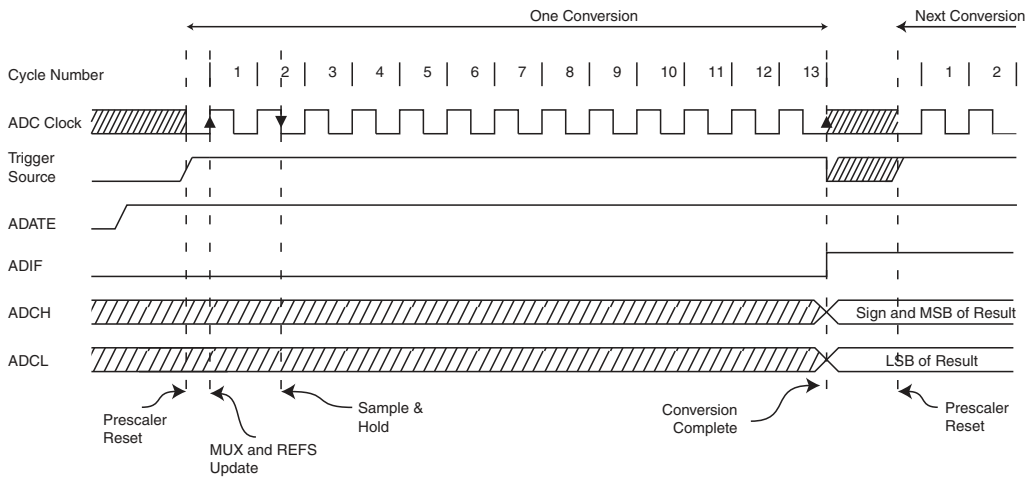 One Conversion
Next Conversion
Cycle Number
1 2 3 4 5 6 7 8 9 10 11 12 13 1 2
ADC Clock
Trigger
Source
ADATE
ADIF
ADCH
Sign and MSB of Result
ADCL
LSB of Result
Prescaler
Reset
MUX and REFS
Update
Sample &
Hold
Conversion
Complete
Prescaler
Reset